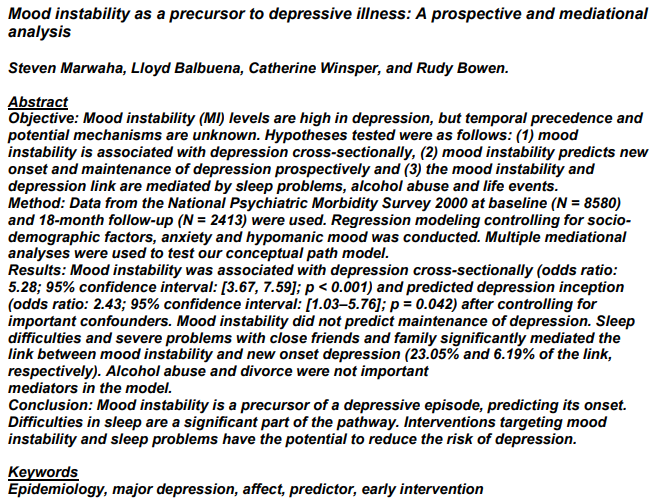 Mood instability as a precursor to depressive illness: A prospective and mediational
analysis
Steven Marwaha, Lloyd Balbuena, Catherine Winsper, and Rudy Bowen.
Abstract
Objective: Mood instability (MI) levels are high in depression, but temporal precedence and
potential mechanisms are unknown. Hypotheses tested were as follows: (1) mood
instability is associated with depression cross-sectionally, (2) mood instability predicts new
onset and maintenance of depression prospectively and (3) the mood instability and
depression link are mediated by sleep problems, alcohol abuse and life events.
Method: Data from the National Psychiatric Morbidity Survey 2000 at baseline (N = 8580)
and 18-month follow-up (N = 2413) were used. Regression modeling controlling for socio-
demographic factors, anxiety and hypomanic mood was conducted. Multiple mediational
analyses were used to test our conceptual path model.
Results: Mood instability was associated with depression cross-sectionally (odds ratio:
5.28; 95% confidence interval: [3.67, 7.59]; p < 0.001) and predicted depression inception
(odds ratio: 2.43; 95% confidence interval: [1.03–5.76]; p = 0.042) after controlling for
important confounders. Mood instability did not predict maintenance of depression. Sleep
difficulties and severe problems with close friends and family significantly mediated the
link between mood instability and new onset depression (23.05% and 6.19% of the link,
respectively). Alcohol abuse and divorce were not important
mediators in the model.
Conclusion: Mood instability is a precursor of a depressive episode, predicting its onset.
Difficulties in sleep are a significant part of the pathway. Interventions targeting mood
instability and sleep problems have the potential to reduce the risk of depression.
Keywords
Epidemiology, major depression, affect, predictor, early intervention